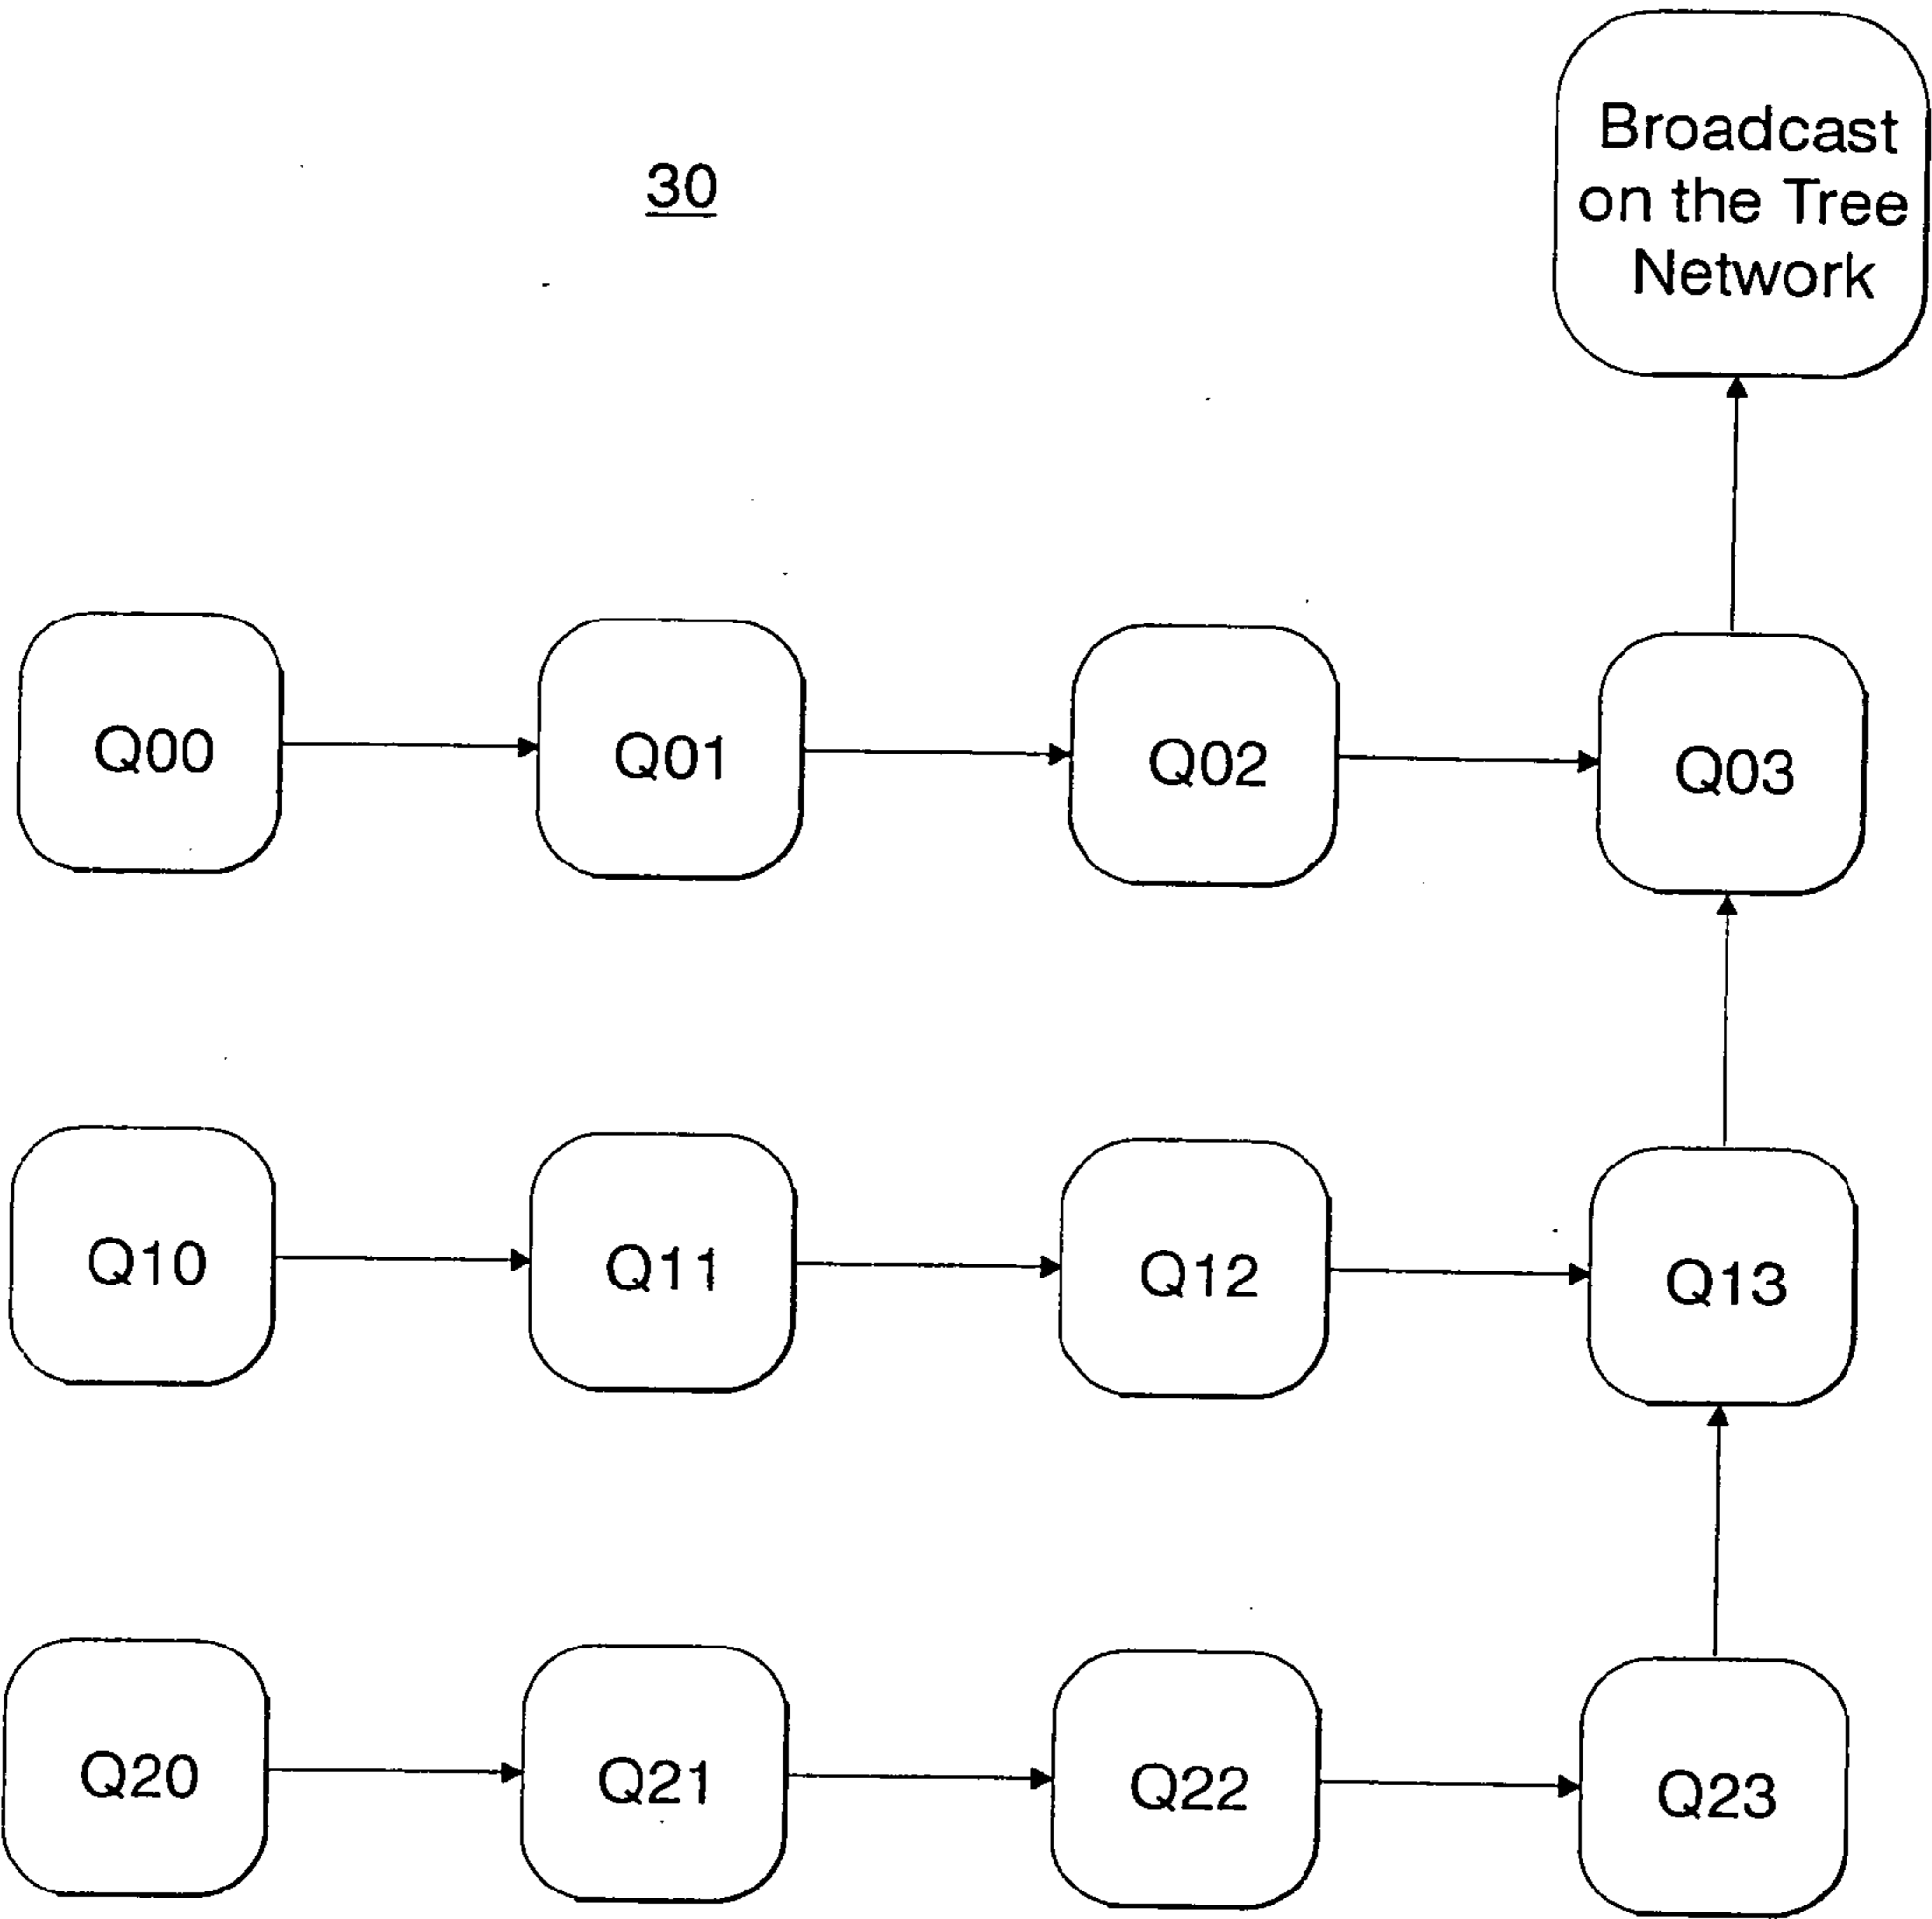 Broadcast
on the Tree
Network
30
Q00
Q01
Q02
Q03
Q10
Q11
Q12
Q13
Q20
Q21
Q22
Q23